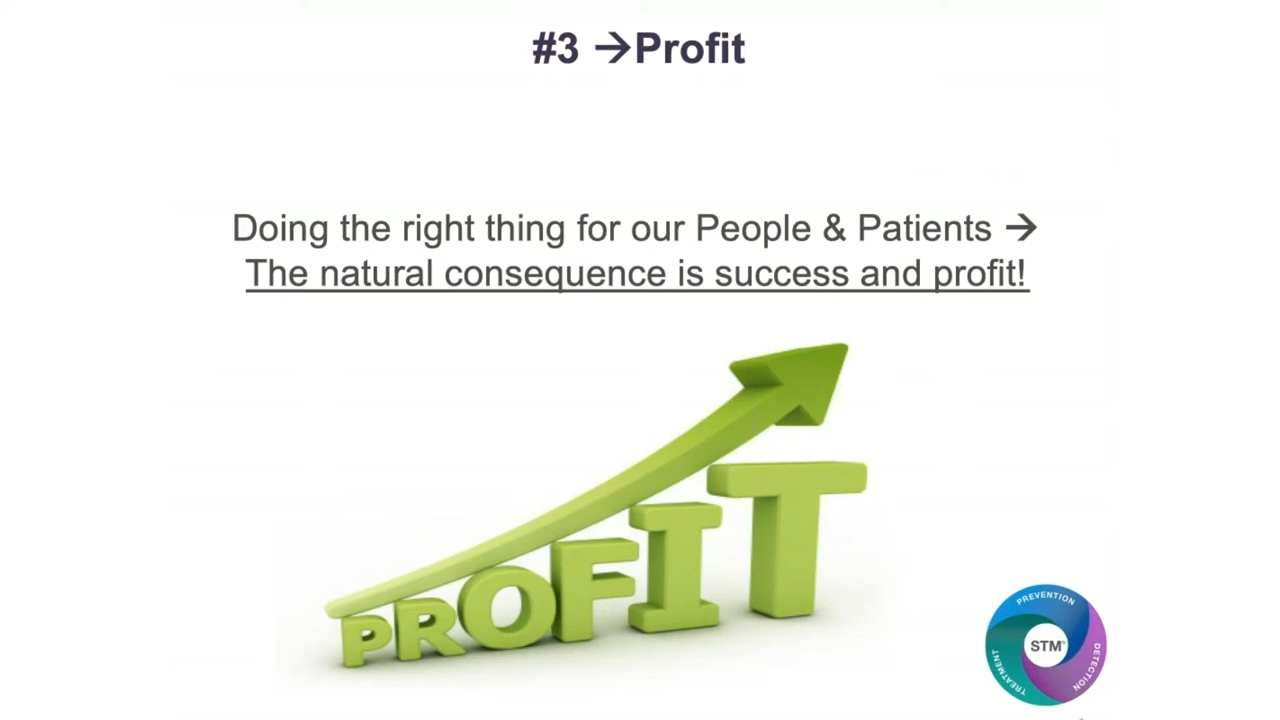 #3 →Profit
Doing the right thing for our People & Patients →
The natural consequence is success and profit!
PROFIT
PREVENTION
STM®
TREATMENT
DETECTION